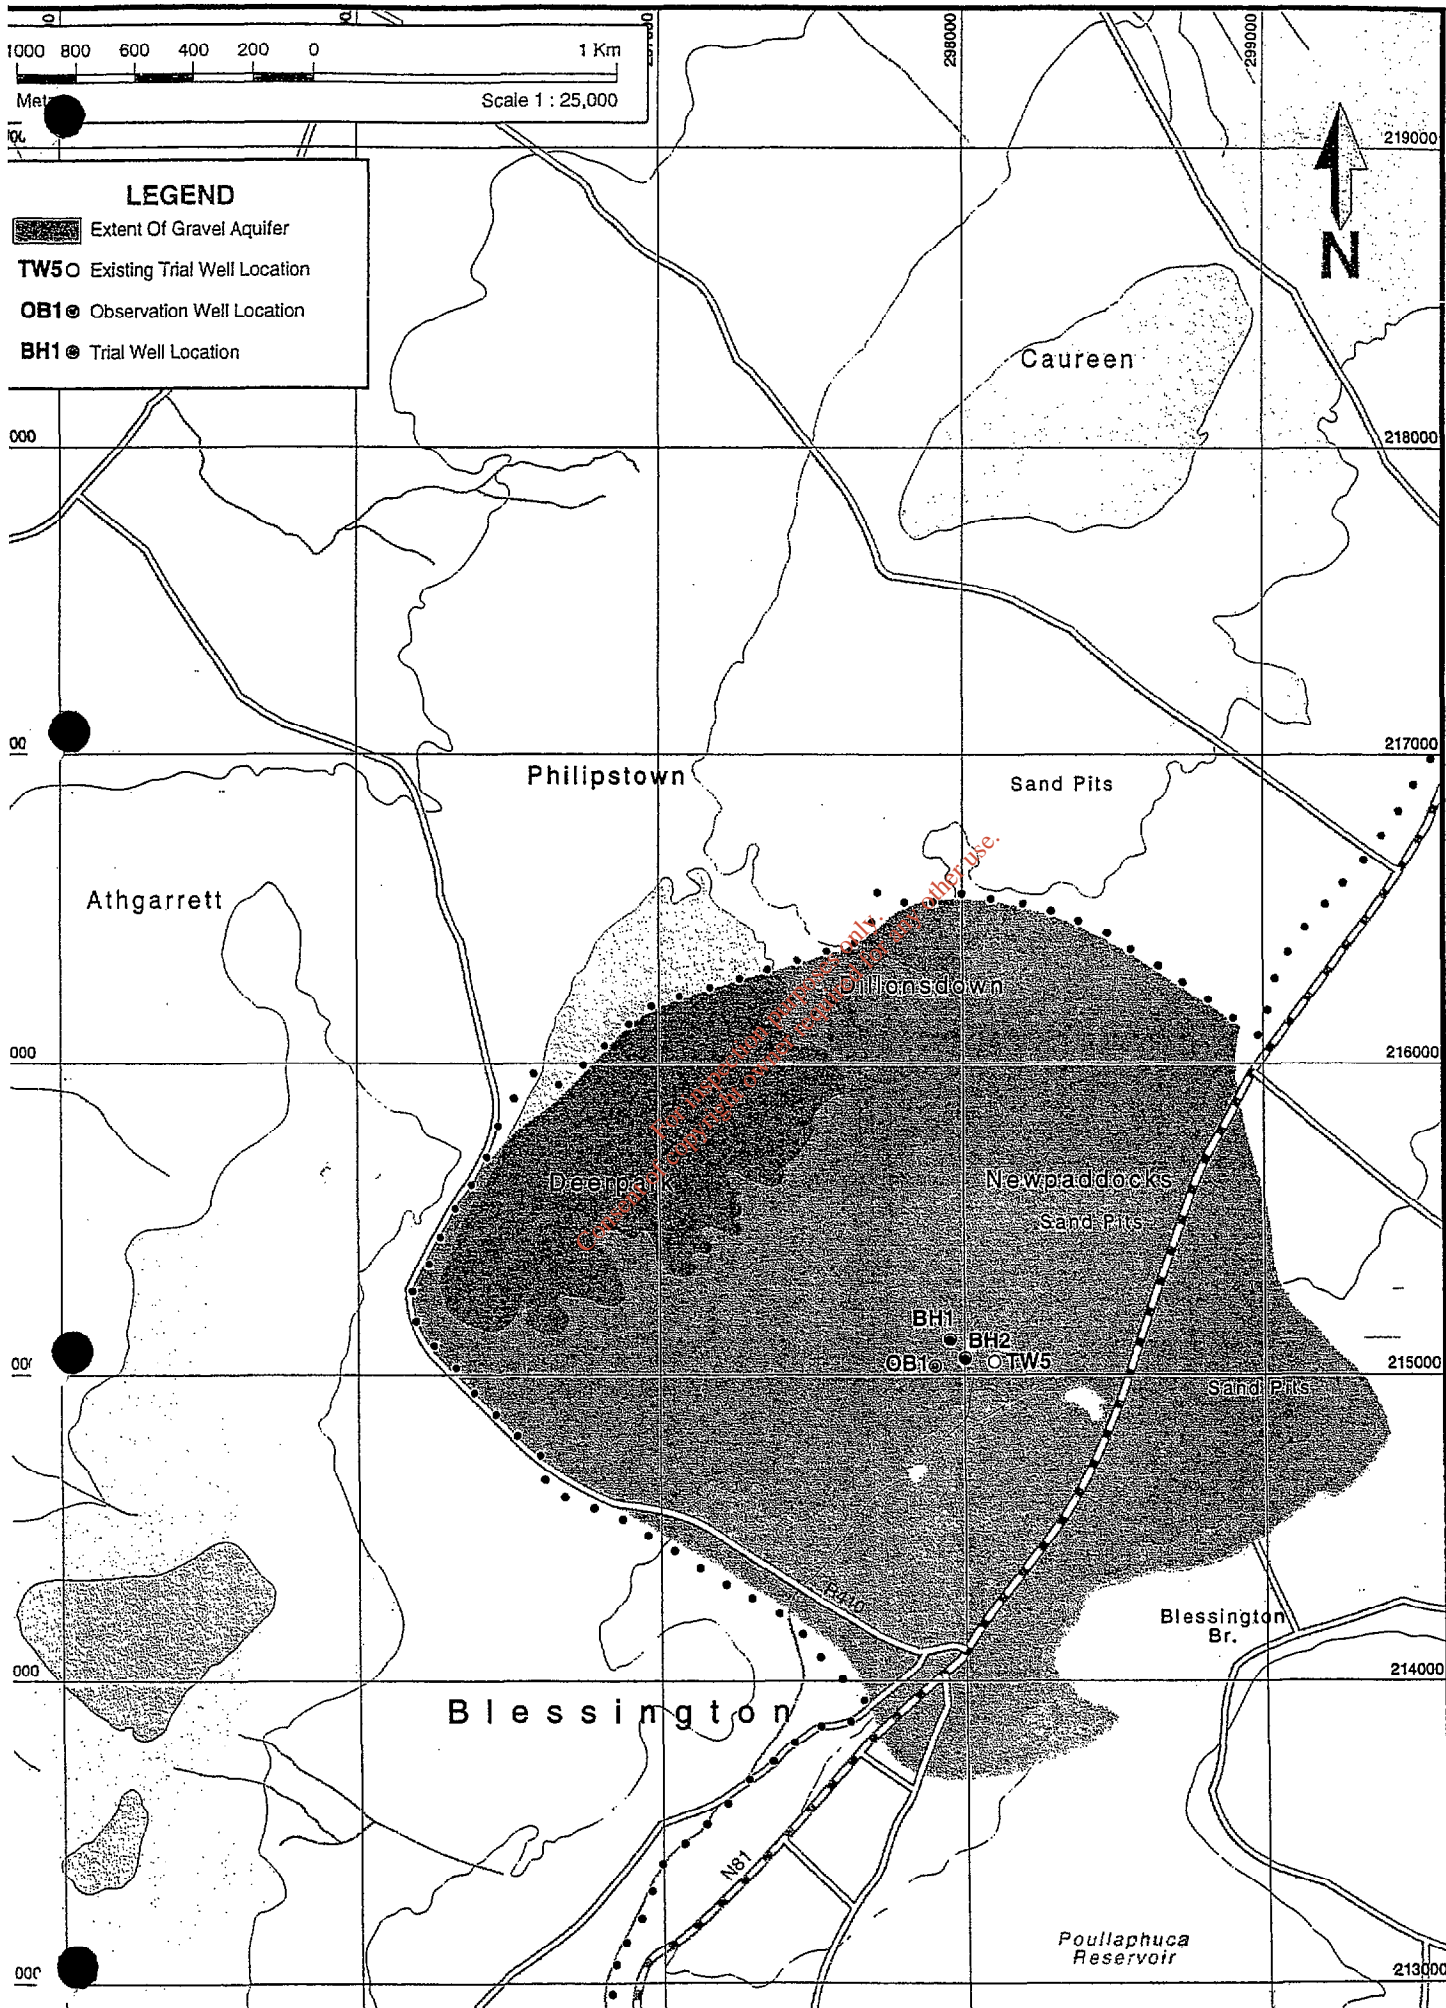 1000 800 600 400 200 0 1 Km
Scale 1 : 25,000
298000
299000
219000
LEGEND
Extent Of Gravel Aquifer
TW5 Existing Trial Well Location
OB1 Observation Well Location
BH1 Trial Well Location
N
Caureen
000
218000
217000
Philipstown
Sand Pits
Athgarrett
For inspection purposes only.
Consent of copyright owner required for any other use.
Dillonsdown
000
216000
Deerpark
Newpaddocks
Sand Pits
BH1
BH2
OB1
TW5
215000
Sand Pits
R410
Blessington
Br.
000
214000
Blessington
N81
Poullaphuca
Reservoir
213000